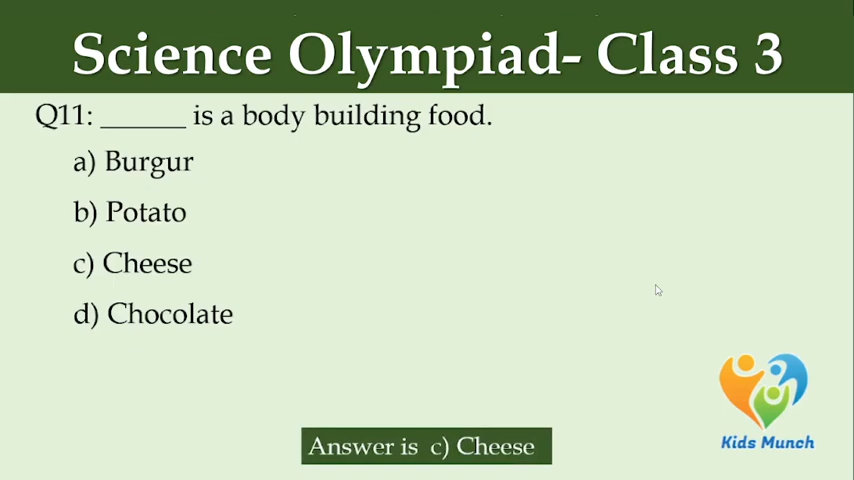 Science Olympiad- Class 3
Q11: ______ is a body building food.
a) Burgur
b) Potato
c) Cheese
d) Chocolate
Kids Munch
Answer is c) Cheese